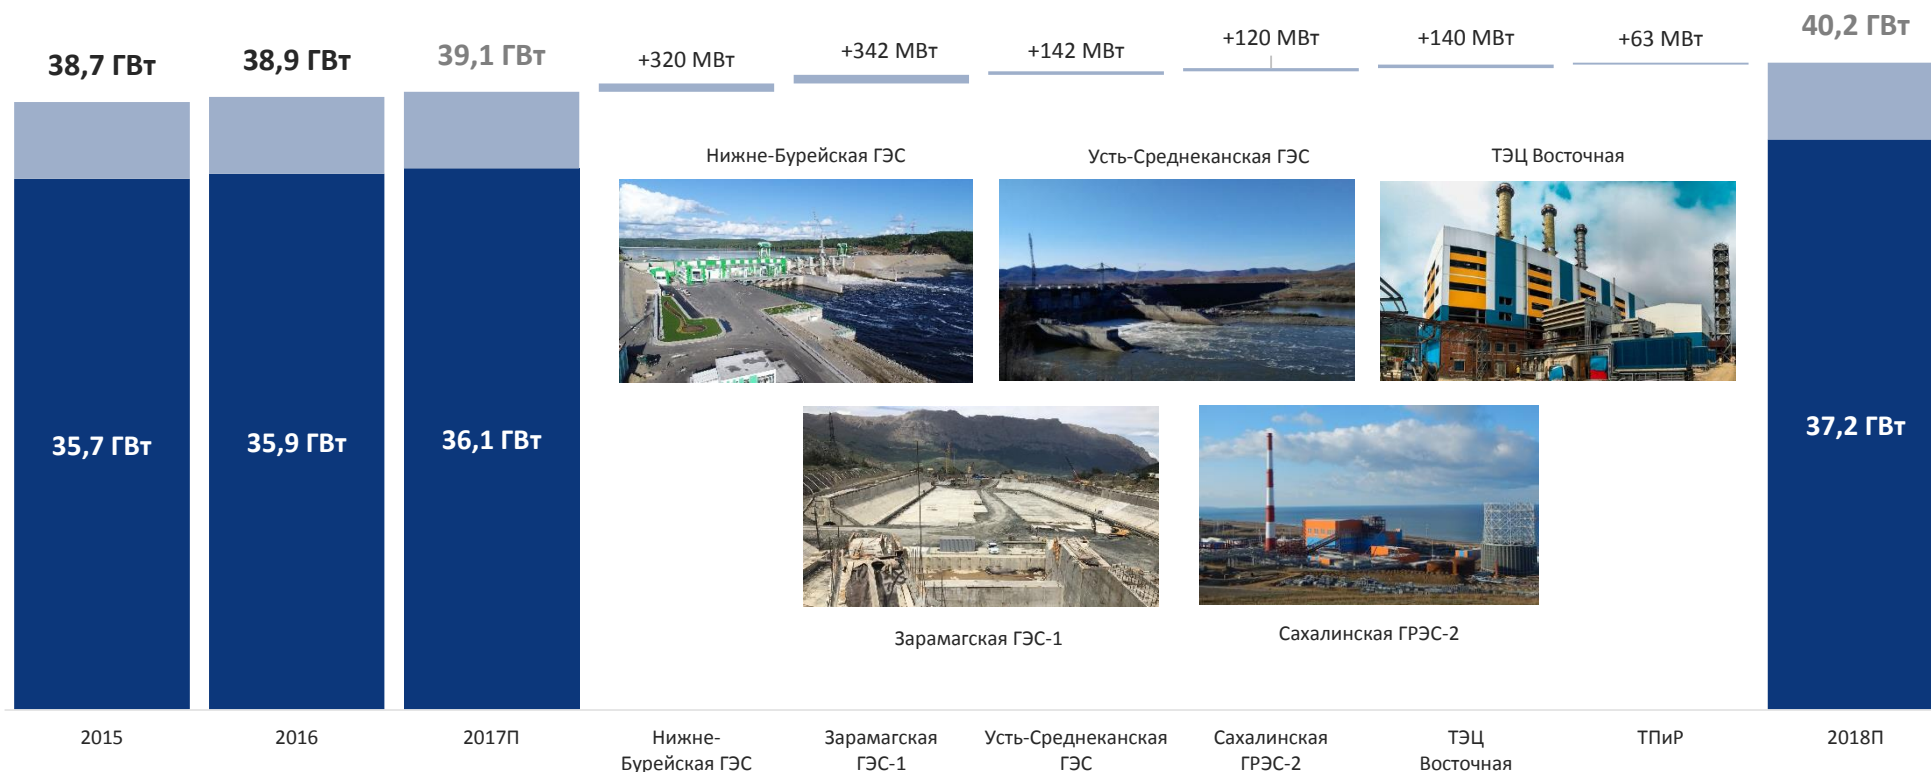 38,7 ГВт
38,9 ГВт
39,1 ГВт
+320 МВт
+342 МВт
+142 МВт
+120 МВт
+140 МВт
+63 МВт
40,2 ГВт
Нижне-Бурейская ГЭС
Усть-Среднеканская ГЭС
ТЭЦ Восточная
35,7 ГВт
35,9 ГВт
36,1 ГВт
37,2 ГВт
Зарамагская ГЭС-1
Сахалинская ГРЭС-2
2015
2016
2017П
Нижне-
Бурейская ГЭС
Зарамагская
ГЭС-1
Усть-Среднеканская
ГЭС
Сахалинская
ГРЭС-2
ТЭЦ
Восточная
ТПиР
2018П